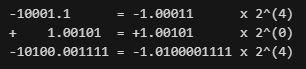 -10001.1 = -1.00011 x 2^(4)
+ 1.00101 = +1.00101 x 2^(0)
-10100.001111 = -1.0100001111 x 2^(4)